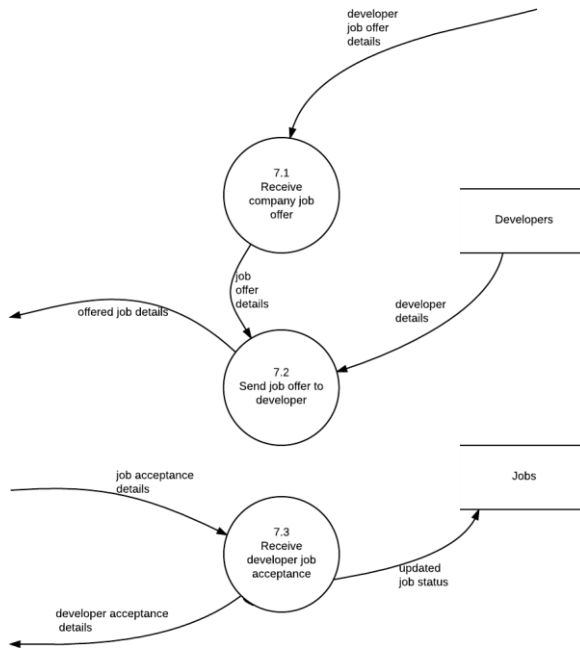 developer
job offer
details
7.1
Receive
company job
offer
Developers
job
offer
details
developer
details
offered job details
7.2
Send job offer to
developer
job acceptance
details
Jobs
7.3
Receive
developer job
acceptance
updated
job status
developer acceptance
details